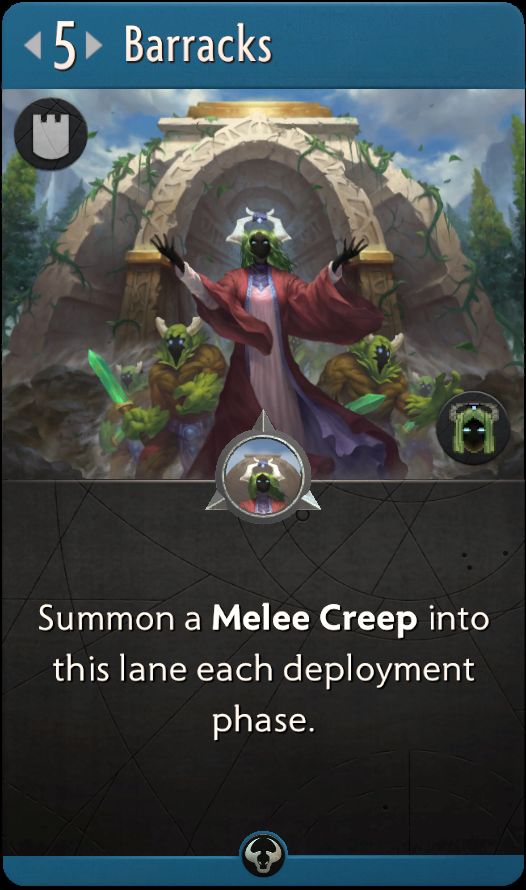 5 Barracks
Summon a Melee Creep into
this lane each deployment
phase.